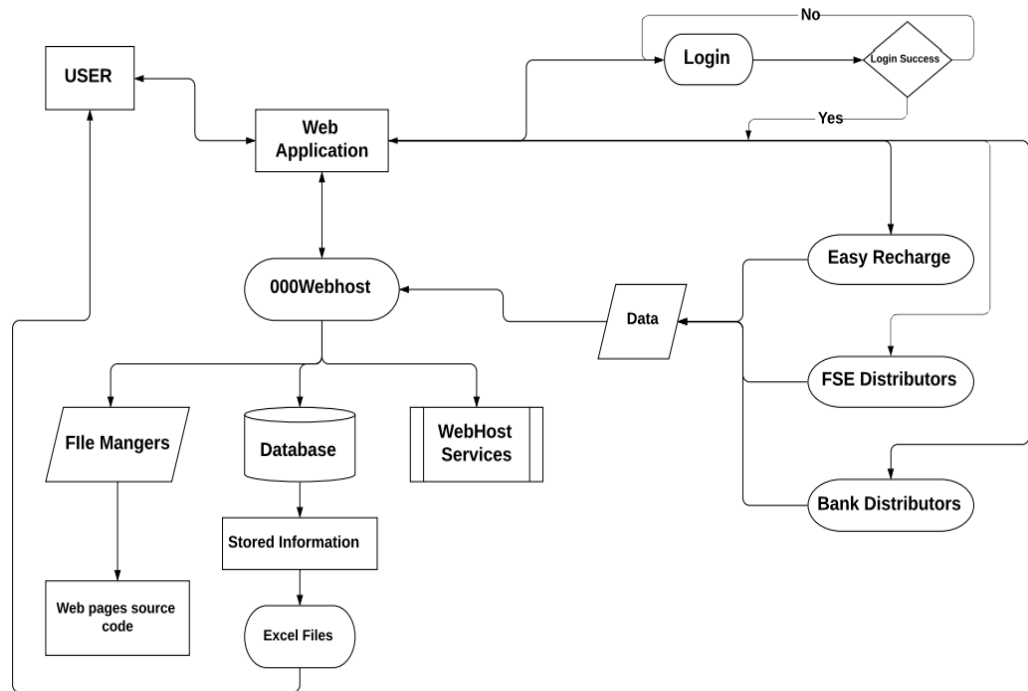 No
USER
Login
Login Success
Web
Application
Yes
Easy Recharge
000Webhost
Data
FSE Distributors
FIle Mangers
Database
WebHost
Services
Bank Distributors
Stored Information
Web pages source
code
Excel Files